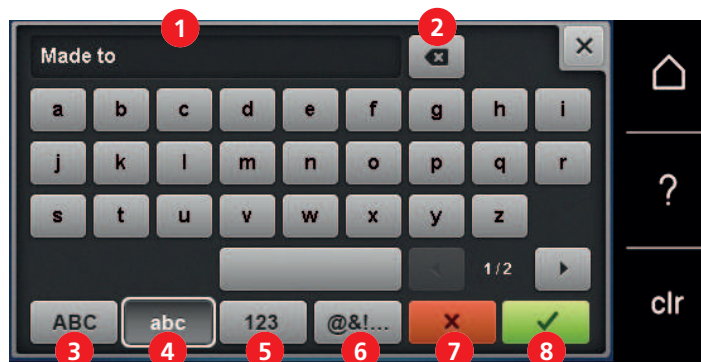 1 2
Made to
a b c d e f g h i
j k l m n o p q r
s t u v w x y z
1/2
?
ABC abc 123 @&!...
clr
3 4 5 6 7 8